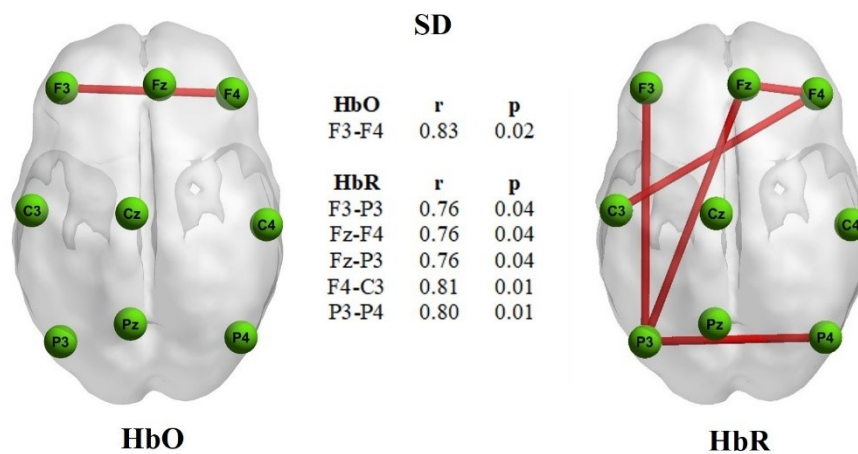 SD
F3
Fz
F4
C3
Cz
C4
P3
Pz
P4
HbO
HbO r p
F3-F4 0.83 0.02
HbR r p
F3-P3 0.76 0.04
Fz-F4 0.76 0.04
Fz-P3 0.76 0.04
F4-C3 0.81 0.01
P3-P4 0.80 0.01
F3
Fz
F4
C3
Cz
C4
P3
Pz
P4
HbR